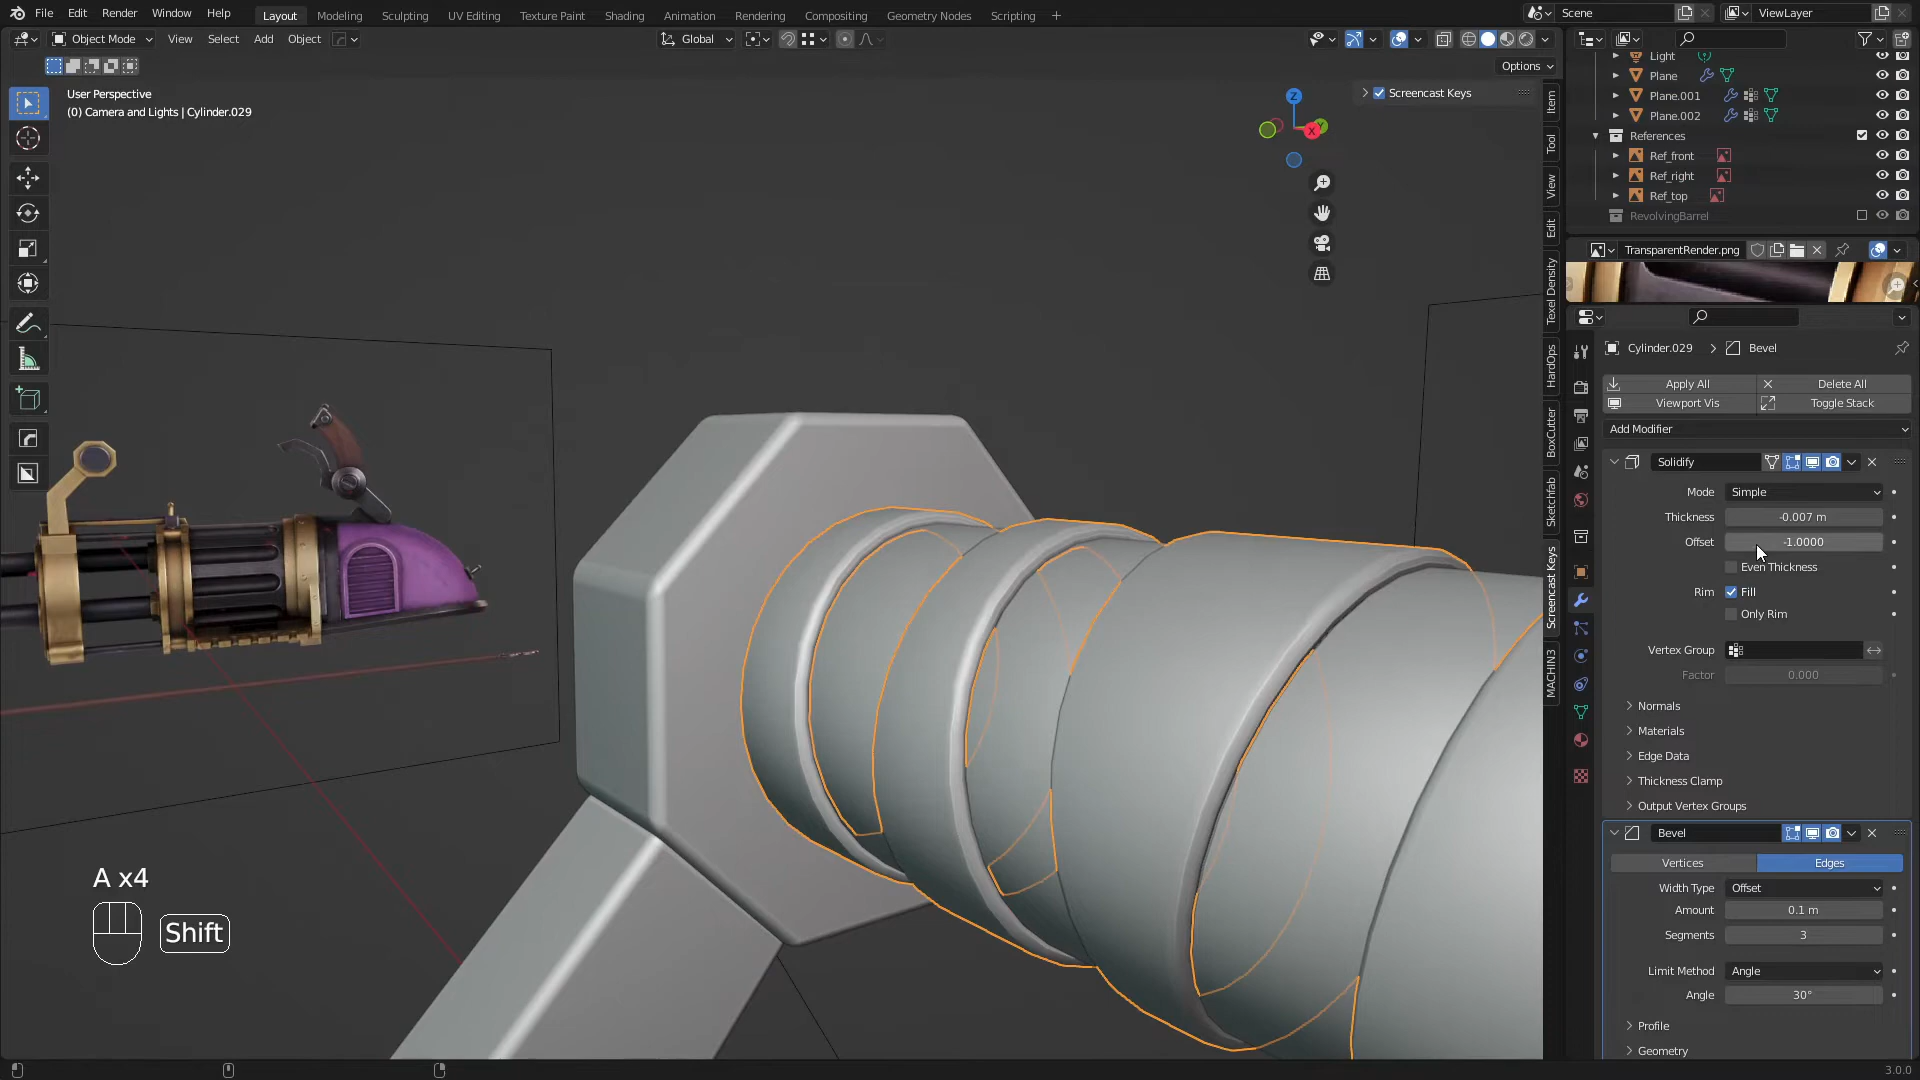 File Edit Render Window Help Layout Modeling Sculpting UV Editing Texture Paint Shading Animation Rendering Compositing Geometry Nodes Scripting + Scene ViewLayer
Object Mode View Select Add Object Global
Options
User Perspective
(0) Camera and Lights | Cylinder.029
Screencast Keys
Z
Y
X
Item
Tool
View
Edit
Texel Density
HardOps
BoxCutter
Sketchfab
Screencast Keys
MACHIN3
A x4
Shift
Light
Plane
Plane.001
Plane.002
References
Ref_front
Ref_right
Ref_top
RevolvingBarrel
TransparentRender.png
Cylinder.029 > Bevel
Apply All Delete All
Viewport Vis Toggle Stack
Add Modifier
Solidify
Mode Simple
Thickness -0.007 m
Offset -1.0000
Even Thickness
Rim Fill
Only Rim
Vertex Group
Factor 0.000
Normals
Materials
Edge Data
Thickness Clamp
Output Vertex Groups
Bevel
Vertices Edges
Width Type Offset
Amount 0.1 m
Segments 3
Limit Method Angle
Angle 30°
Profile
Geometry
3.0.0